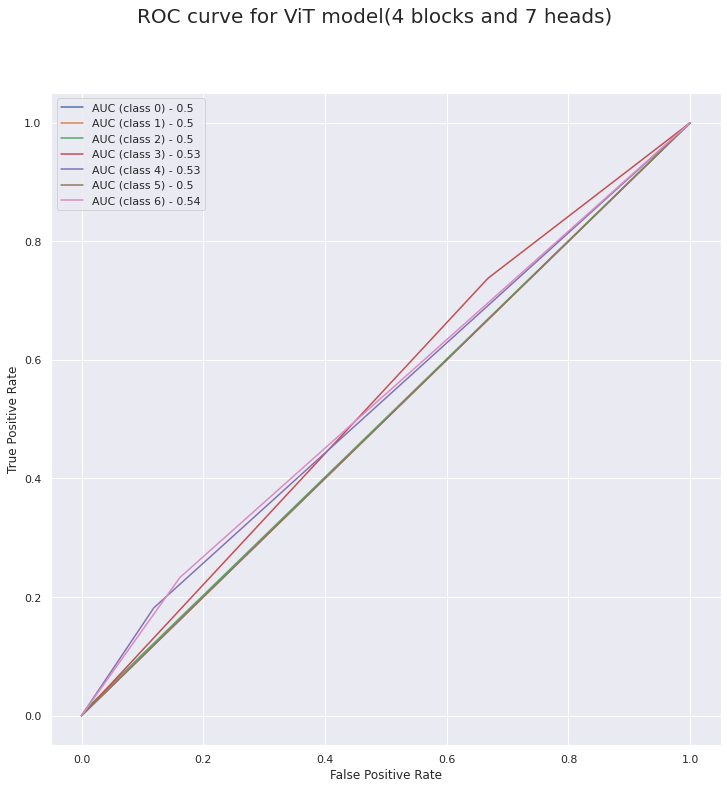 ROC curve for ViT model(4 blocks and 7 heads)
AUC (class 0) - 0.5
AUC (class 1) - 0.5
AUC (class 2) - 0.5
AUC (class 3) - 0.53
AUC (class 4) - 0.53
AUC (class 5) - 0.5
AUC (class 6) - 0.54
1.0
0.8
0.6
0.4
0.2
0.0
True Positive Rate
0.0 0.2 0.4 0.6 0.8 1.0
False Positive Rate